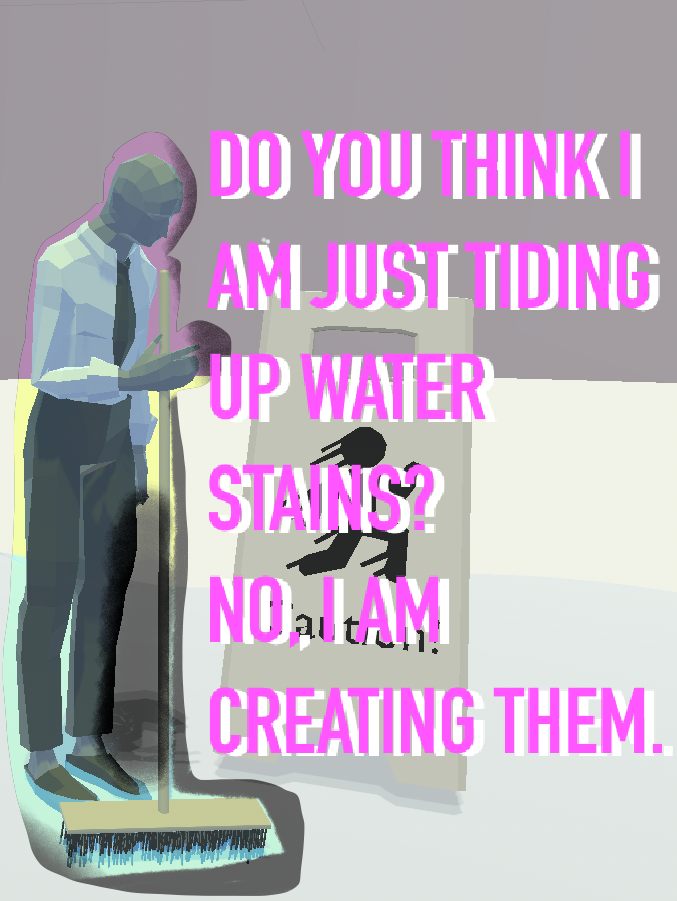 DO YOU THINK I
AM JUST TIDING
UP WATER
STAINS?
NO, I AM
CREATING THEM.
Caution!